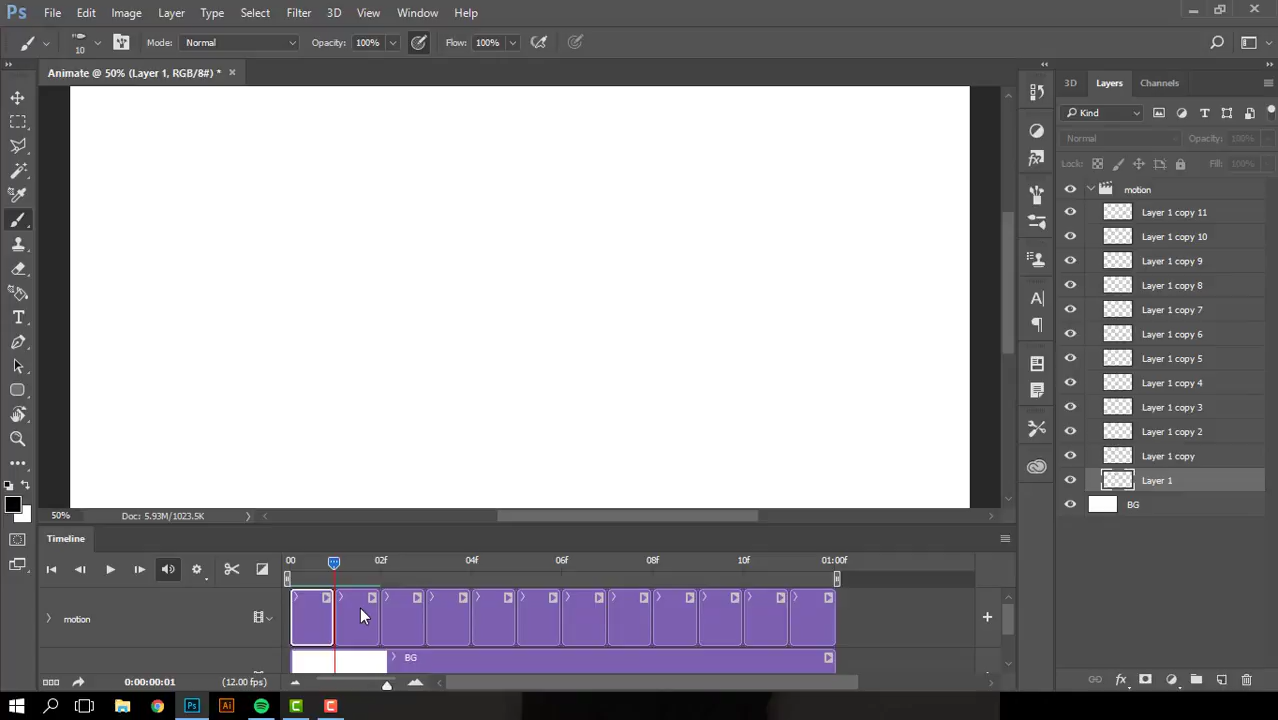 Ps File Edit Image Layer Type Select Filter 3D View Window Help
10 Mode: Normal Opacity: 100% Flow: 100%
Animate @ 50% (Layer 1, RGB/8#) * ×
3D Layers Channels
Kind
Normal Opacity: 100%
Lock: Fill: 100%
motion
Layer 1 copy 11
Layer 1 copy 10
Layer 1 copy 9
Layer 1 copy 8
Layer 1 copy 7
Layer 1 copy 6
Layer 1 copy 5
Layer 1 copy 4
Layer 1 copy 3
Layer 1 copy 2
Layer 1 copy
Layer 1
BG
50% Doc: 5.93M/1023.5K
Timeline
00 02f 04f 06f 08f 10f 01:00f
motion
BG
0:00:00:01 (12.00 fps)
Ps Ai